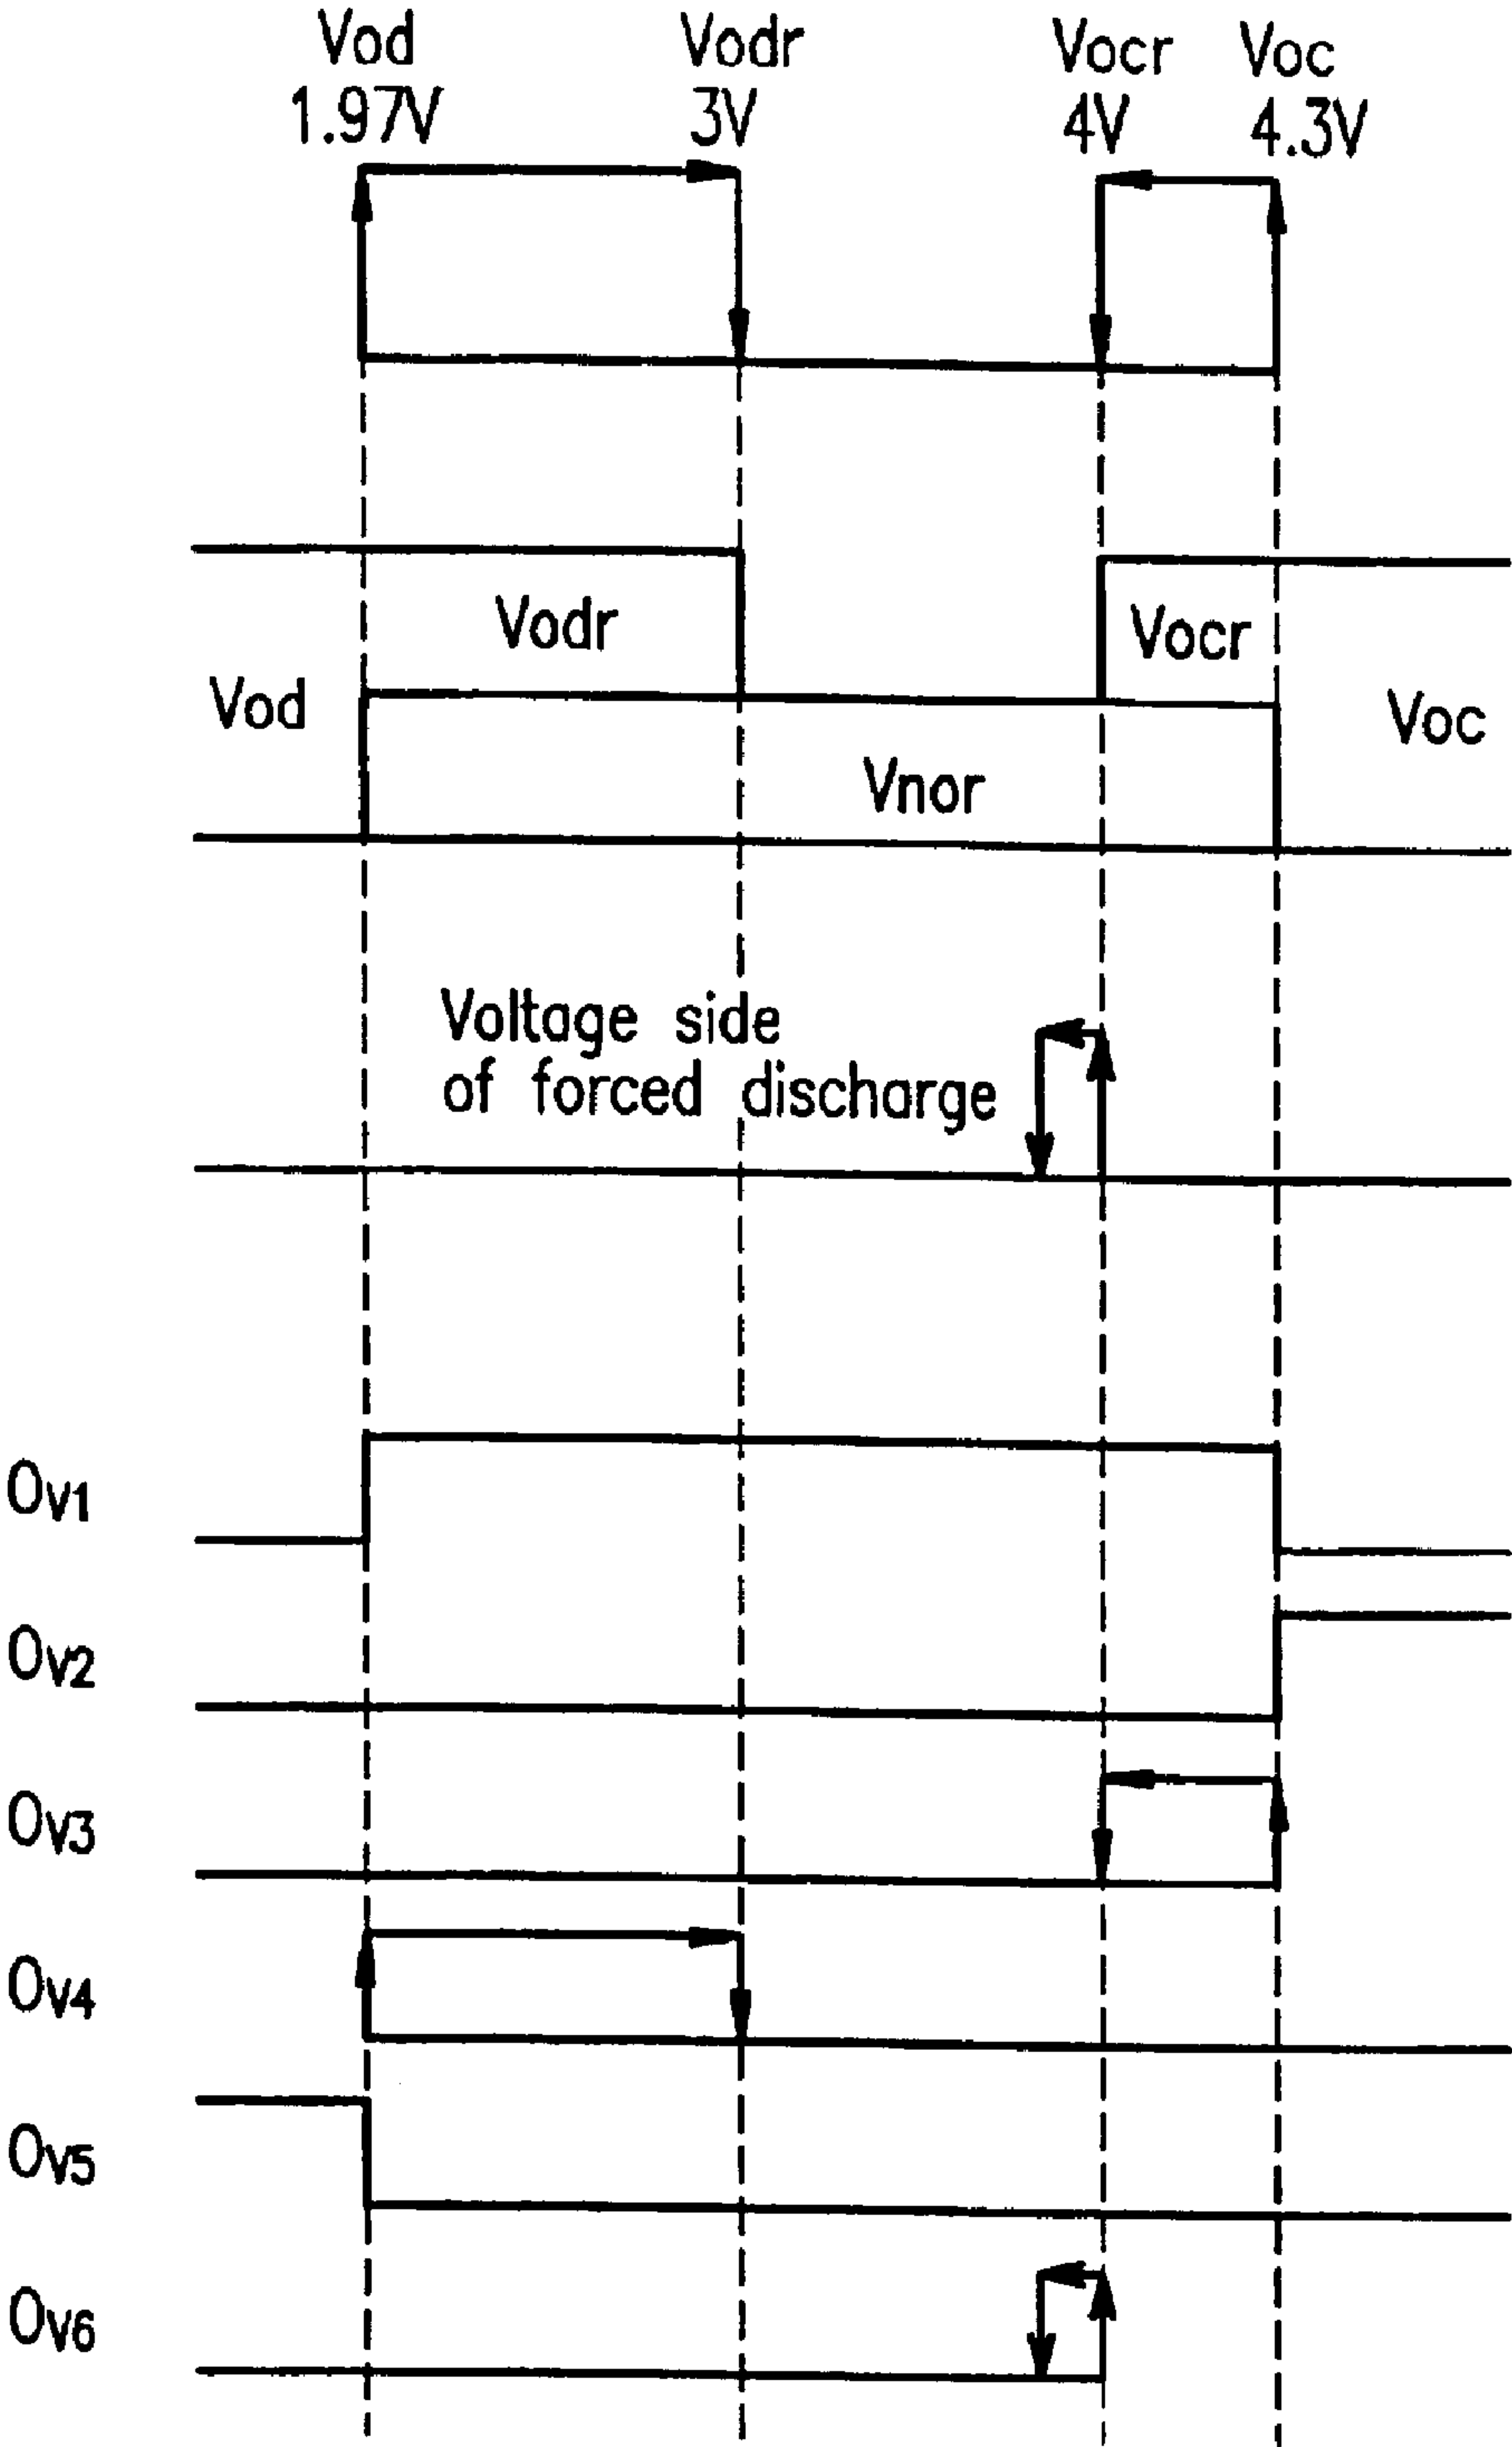 Vod Vodr Vocr Voc
1.97V 3V 4V 4.3V
Vodr Vocr
Vod Voc
Vnor
Voltage side
of forced discharge
Ov1
Ov2
Ov3
Ov4
Ov5
Ov6